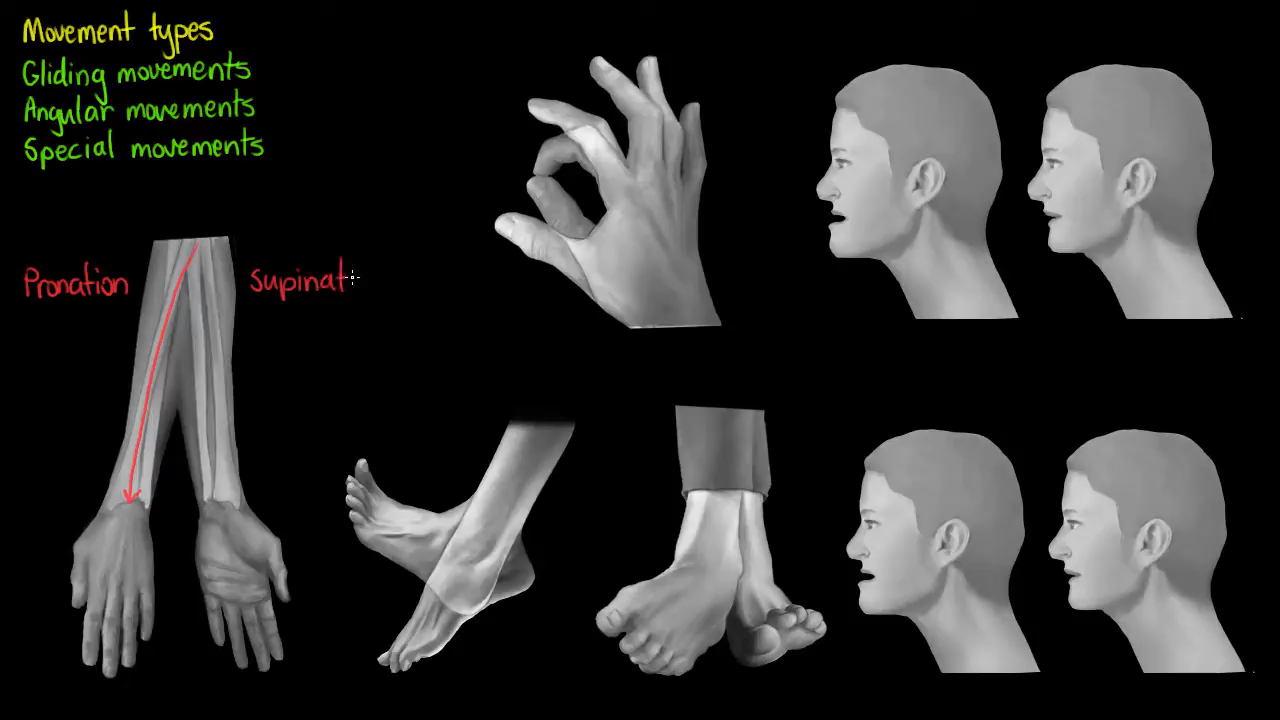 Movement types
Gliding movements
Angular movements
Special movements
Pronation
Supinat